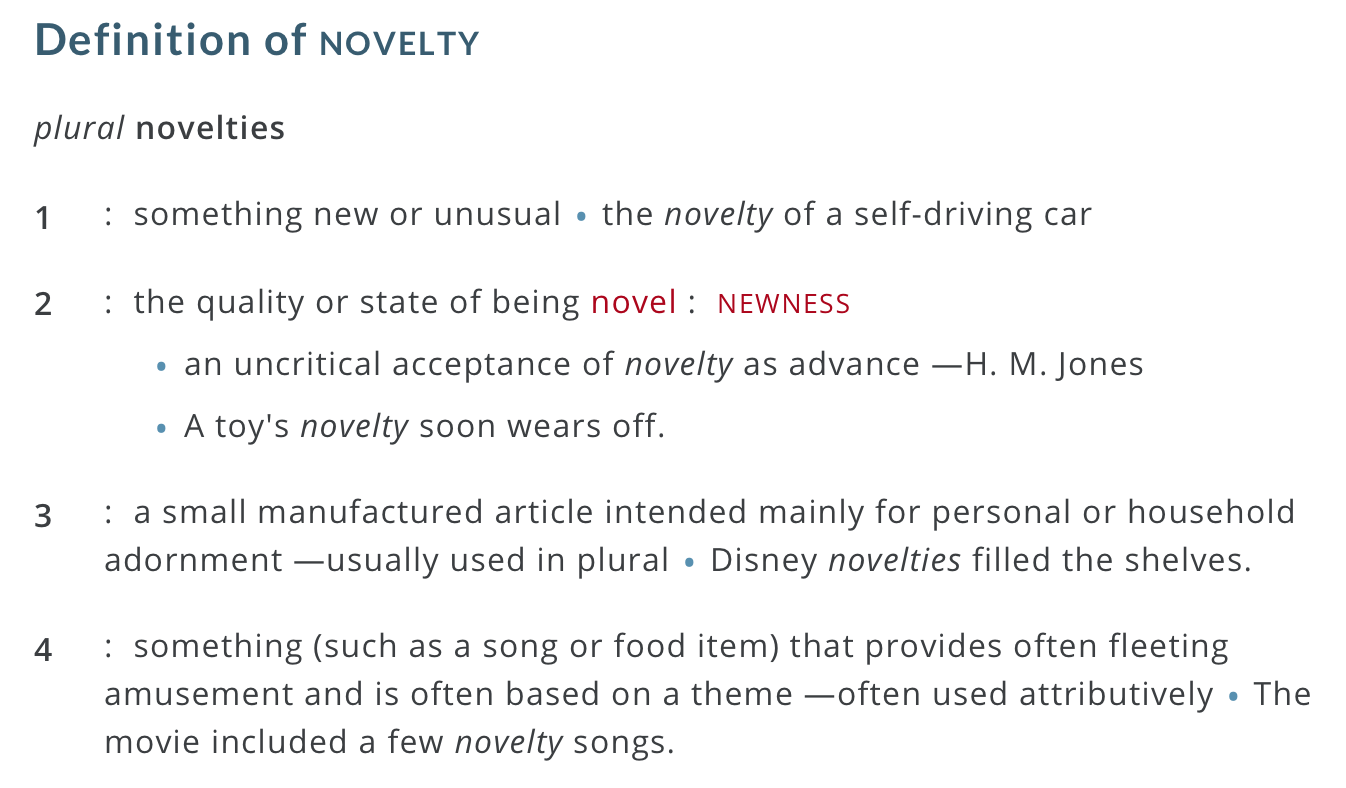 Definition of NOVELTY
plural novelties
1 : something new or unusual • the novelty of a self-driving car
2 : the quality or state of being novel : NEWNESS
• an uncritical acceptance of novelty as advance —H. M. Jones
• A toy's novelty soon wears off.
3 : a small manufactured article intended mainly for personal or household
adornment —usually used in plural • Disney novelties filled the shelves.
4 : something (such as a song or food item) that provides often fleeting
amusement and is often based on a theme —often used attributively • The
movie included a few novelty songs.